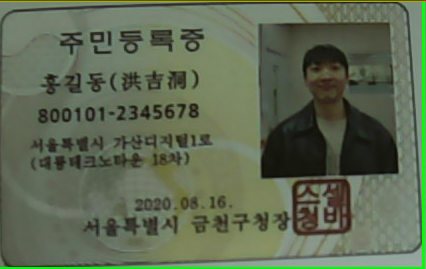 주민등록증
홍길동(洪吉洞)
800101-2345678
서울특별시 가산디지털1로
(대륭테크노타운 18차)
2020.08.16.
서울특별시 금천구청장
스셀
청비